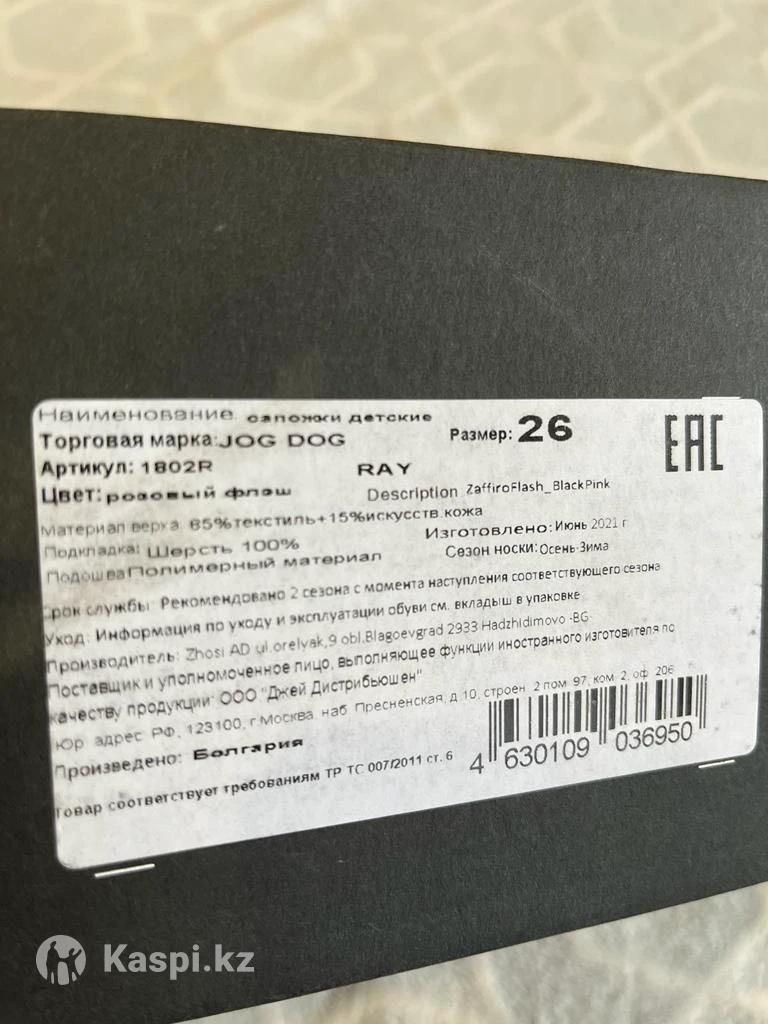 Наименование: сапожки детские
Торговая марка: JOG DOG Размер: 26 EAC
Артикул: 1802R RAY
Цвет: розовый флэш Description ZaffiroFlash_BlackPink
Материал верха: 85%текстиль+15%искусств.кожа
Подкладка: Шерсть 100% Изготовлено: Июнь 2021 г
Подошва Полимерный материал Сезон носки: Осень-Зима
Срок службы: Рекомендовано 2 сезона с момента наступления соответствующего сезона
Уход: Информация по уходу и эксплуатации обуви см. вкладыш в упаковке
Производитель: Zhosi AD ul.orelyak,9 obl.Blagoevgrad 2933 Hadzhidimovo -BG-
Поставщик и уполномоченное лицо, выполняющее функции иностранного изготовителя по
качеству продукции: ООО "Джей Дистрибьюшен"
Юр. адрес РФ, 123100, г Москва, наб. Пресненская, д 10, строен. 2 пом. 97, ком. 2, оф. 206
Произведено: Болгария
4 630109 036950
Товар соответствует требованиям ТР ТС 007/2011 ст. 6
Kaspi.kz